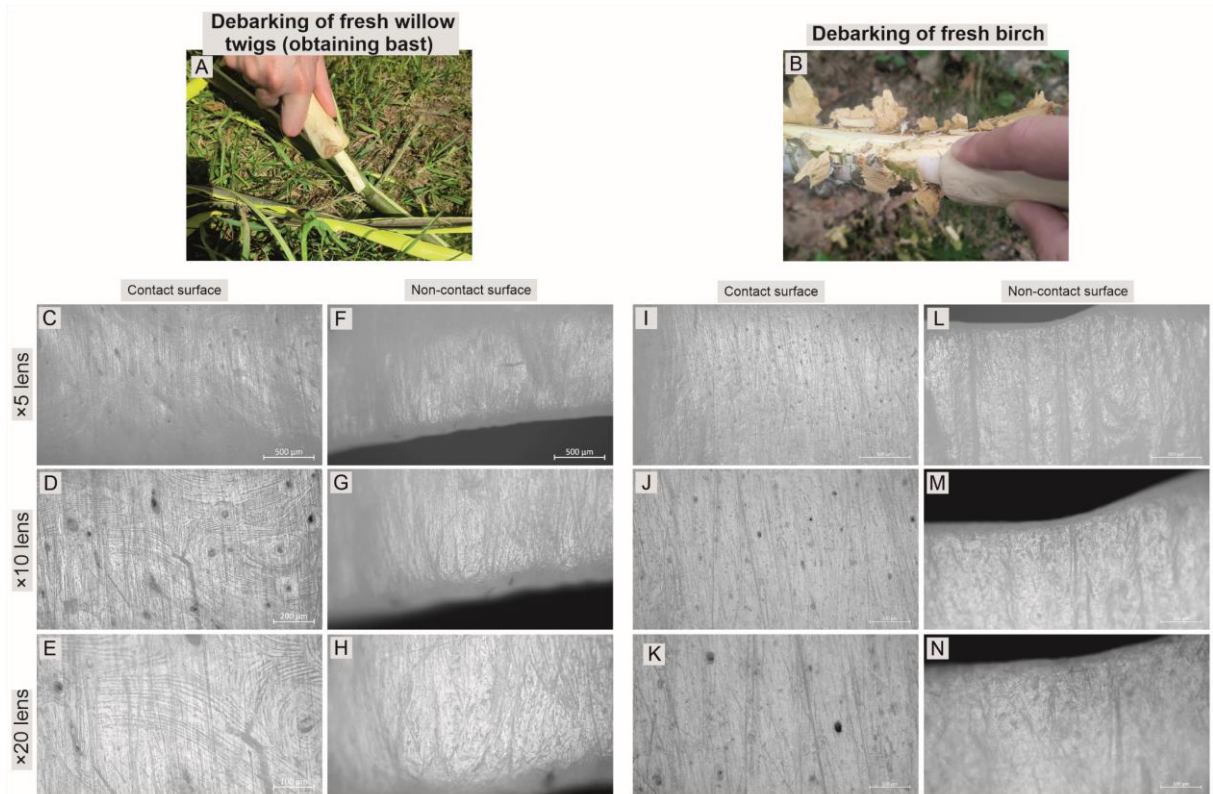 Debarking of fresh willow
twigs (obtaining bast)
Debarking of fresh birch
A
B
Contact surface
Non-contact surface
Contact surface
Non-contact surface
×5 lens
C
500 µm
F
500 µm
I
L
×10 lens
D
200 µm
G
J
M
×20 lens
E
100 µm
H
K
N